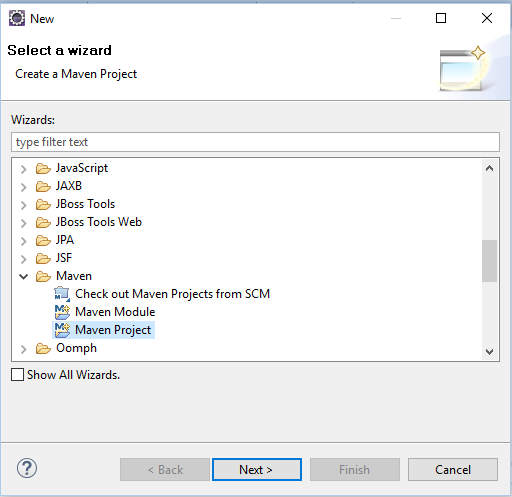 New
Select a wizard
Create a Maven Project
Wizards:
type filter text
JavaScript
JAXB
JBoss Tools
JBoss Tools Web
JPA
JSF
Maven
Check out Maven Projects from SCM
Maven Module
Maven Project
Oomph
Show All Wizards.
? < Back Next > Finish Cancel